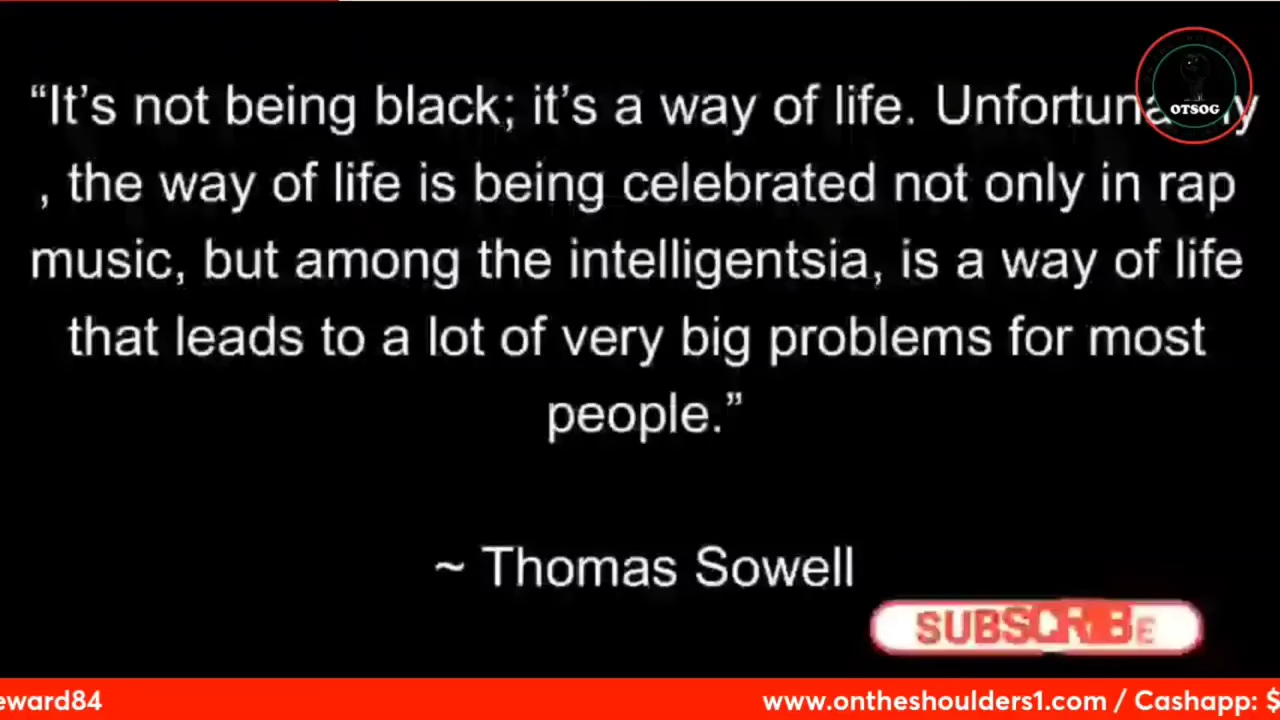 “It’s not being black; it’s a way of life.
OTSOG
, the way of life is being celebrated not only in rap
music, but among the intelligentsia, is a way of life
that leads to a lot of very big problems for most
people.”
~ Thomas Sowell
SUBSCRIBE
eward84
www.ontheshoulders1.com / Cashapp: $